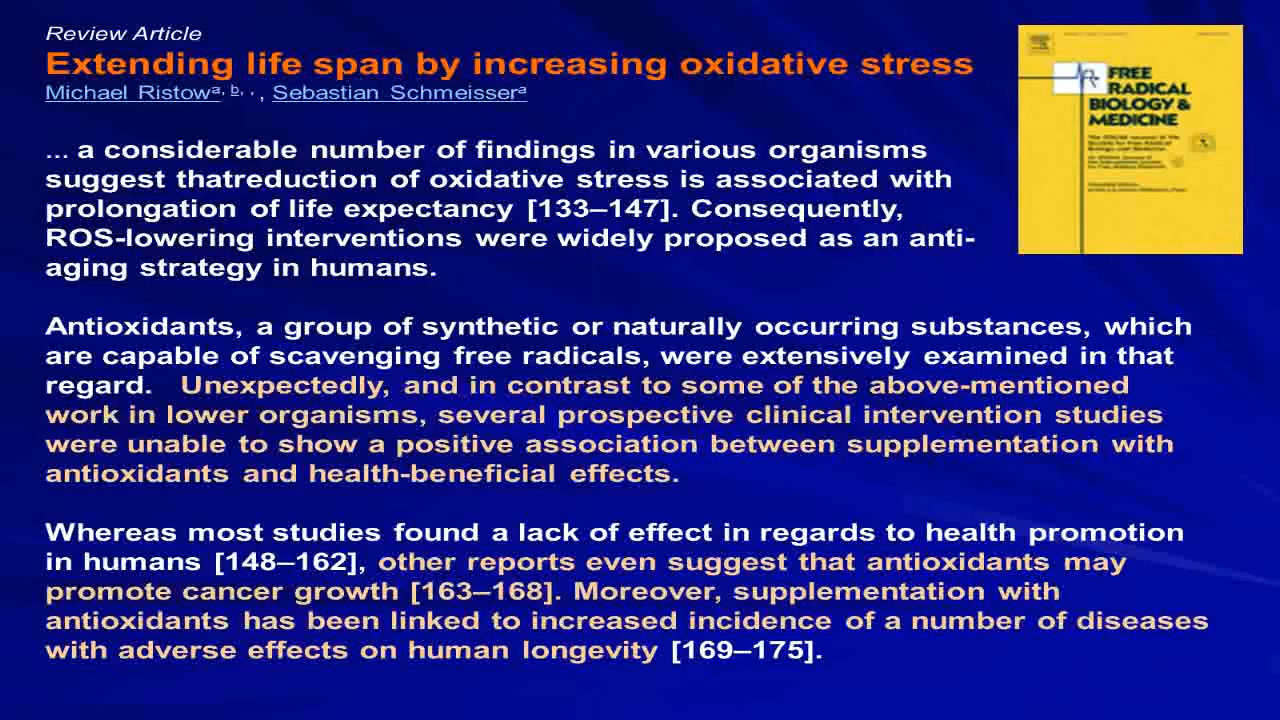 Review Article
Extending life span by increasing oxidative stress
Michael Ristowa, b, ·, Sebastian Schmeissera
FREE
RADICAL
BIOLOGY &
MEDICINE
... a considerable number of findings in various organisms
suggest thatreduction of oxidative stress is associated with
prolongation of life expectancy [133–147]. Consequently,
ROS-lowering interventions were widely proposed as an anti-
aging strategy in humans.
Antioxidants, a group of synthetic or naturally occurring substances, which
are capable of scavenging free radicals, were extensively examined in that
regard. Unexpectedly, and in contrast to some of the above-mentioned
work in lower organisms, several prospective clinical intervention studies
were unable to show a positive association between supplementation with
antioxidants and health-beneficial effects.
Whereas most studies found a lack of effect in regards to health promotion
in humans [148–162], other reports even suggest that antioxidants may
promote cancer growth [163–168]. Moreover, supplementation with
antioxidants has been linked to increased incidence of a number of diseases
with adverse effects on human longevity [169–175].